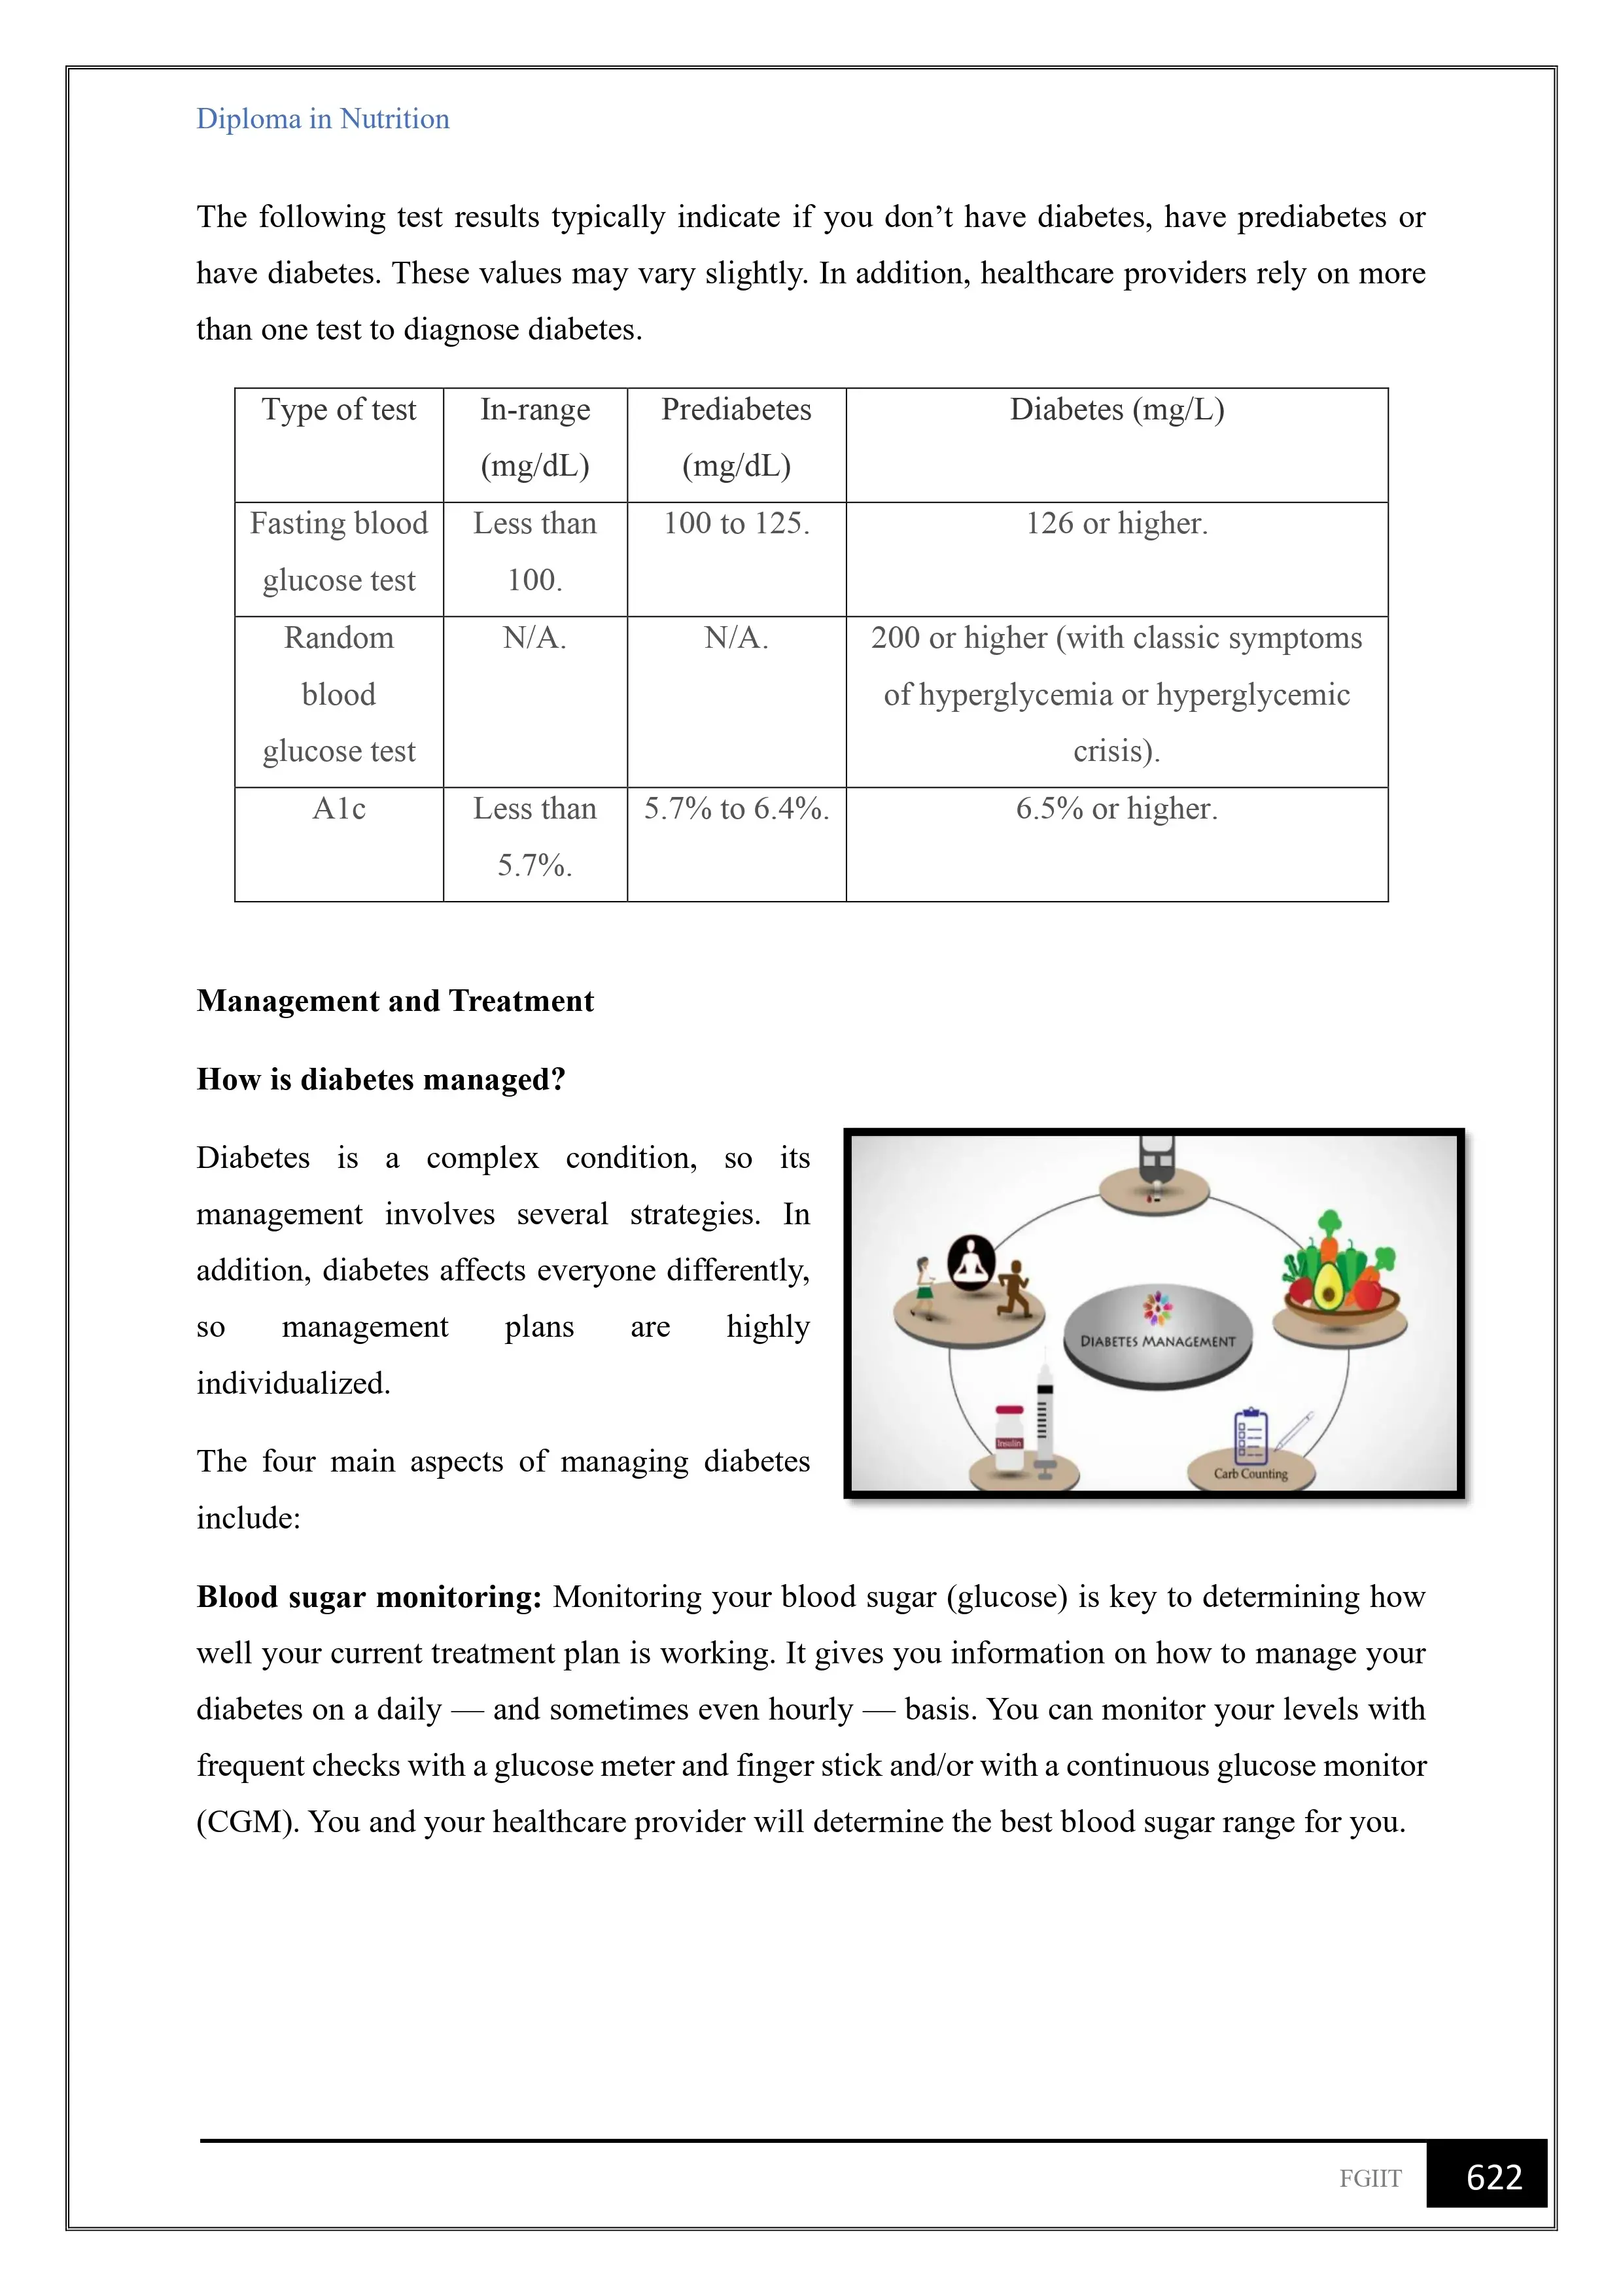 Diploma in Nutrition
The following test results typically indicate if you don’t have diabetes, have prediabetes or
have diabetes. These values may vary slightly. In addition, healthcare providers rely on more
than one test to diagnose diabetes.
Type of test In-range Prediabetes Diabetes (mg/L)
(mg/dL) (mg/dL)
Fasting blood Less than 100 to 125. 126 or higher.
glucose test 100.
Random N/A. N/A. 200 or higher (with classic symptoms
blood of hyperglycemia or hyperglycemic
glucose test crisis).
A1c Less than 5.7% to 6.4%. 6.5% or higher.
5.7%.
Management and Treatment
How is diabetes managed?
Diabetes is a complex condition, so its
management involves several strategies. In
addition, diabetes affects everyone differently,
so management plans are highly
individualized.
The four main aspects of managing diabetes
include:
DIABETES MANAGEMENT
Insulin
Carb Counting
Blood sugar monitoring: Monitoring your blood sugar (glucose) is key to determining how
well your current treatment plan is working. It gives you information on how to manage your
diabetes on a daily — and sometimes even hourly — basis. You can monitor your levels with
frequent checks with a glucose meter and finger stick and/or with a continuous glucose monitor
(CGM). You and your healthcare provider will determine the best blood sugar range for you.
FGIIT 622